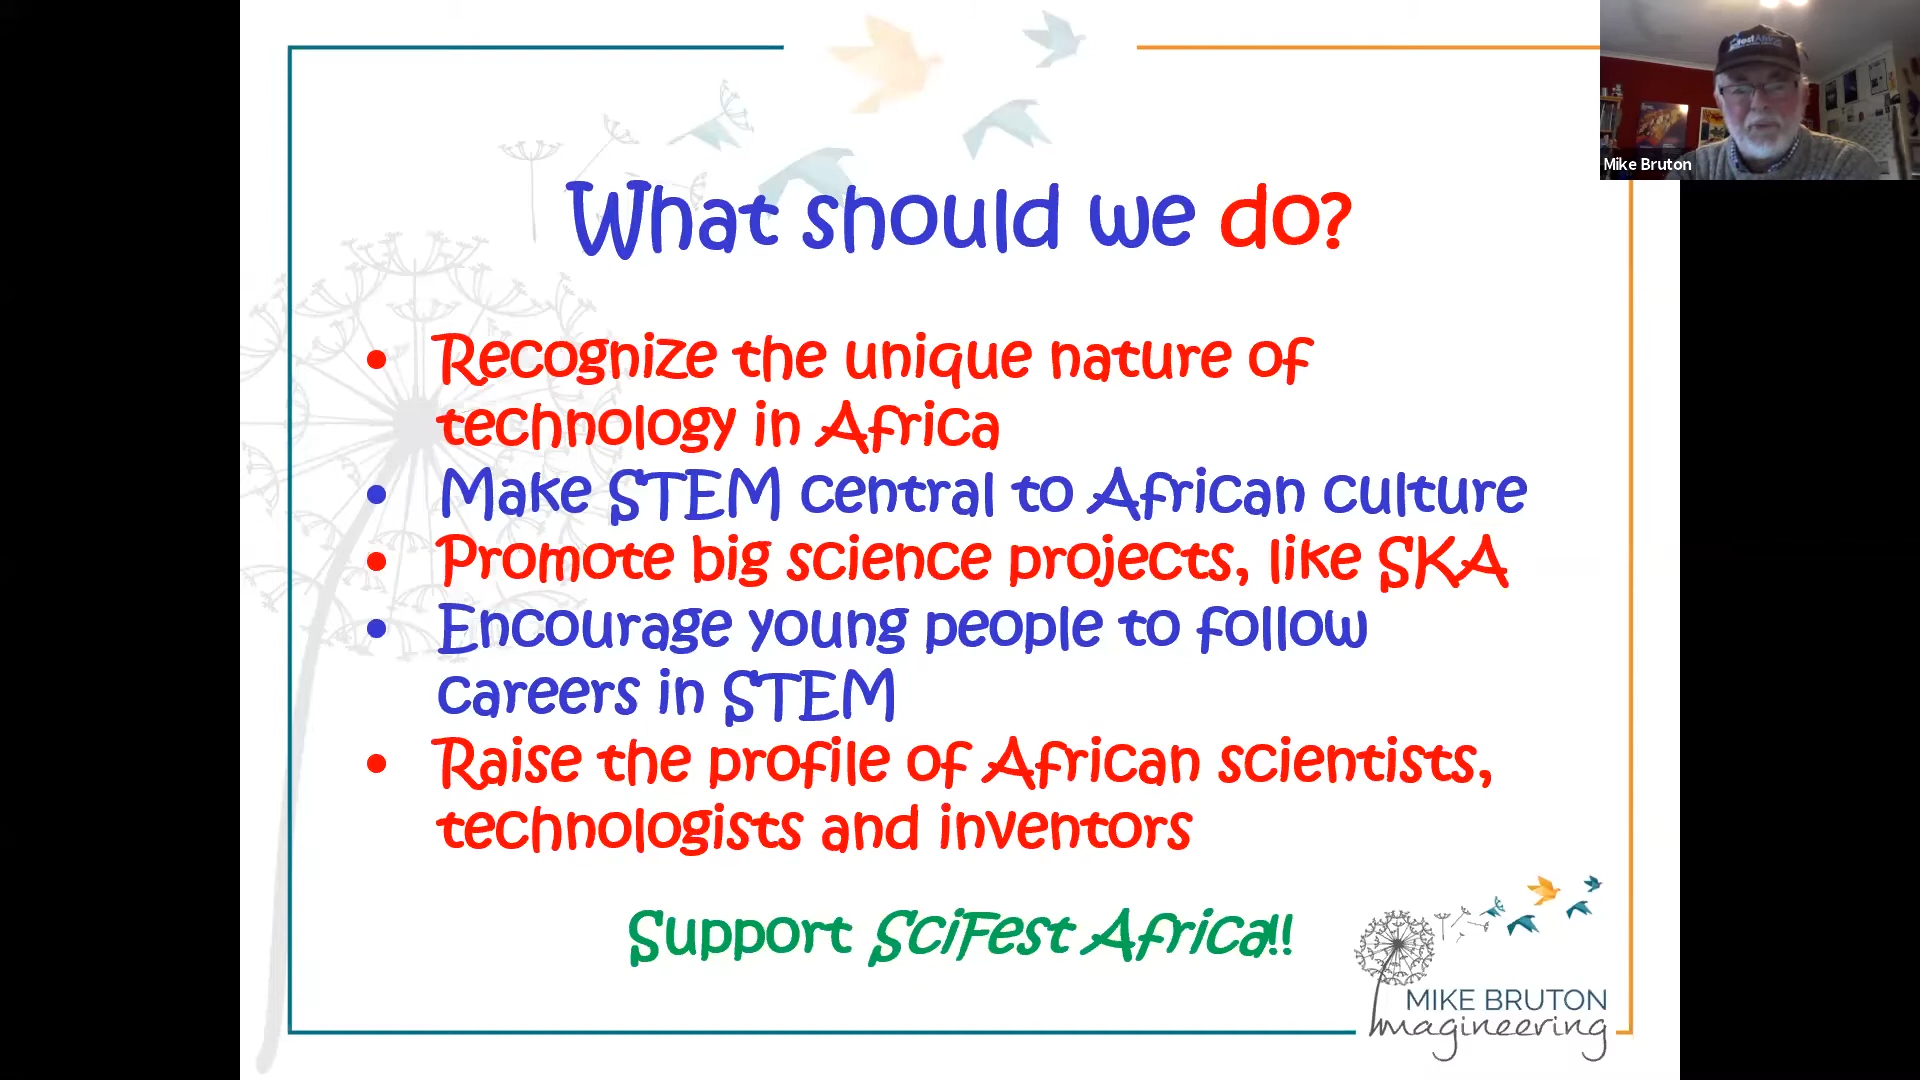 What should we do?
• Recognize the unique nature of
technology in Africa
• Make STEM central to African culture
• Promote big science projects, like SKA
• Encourage young people to follow
careers in STEM
• Raise the profile of African scientists,
technologists and inventors
Support SciFest Africa!!
MIKE BRUTON
Imagineering
Mike Bruton